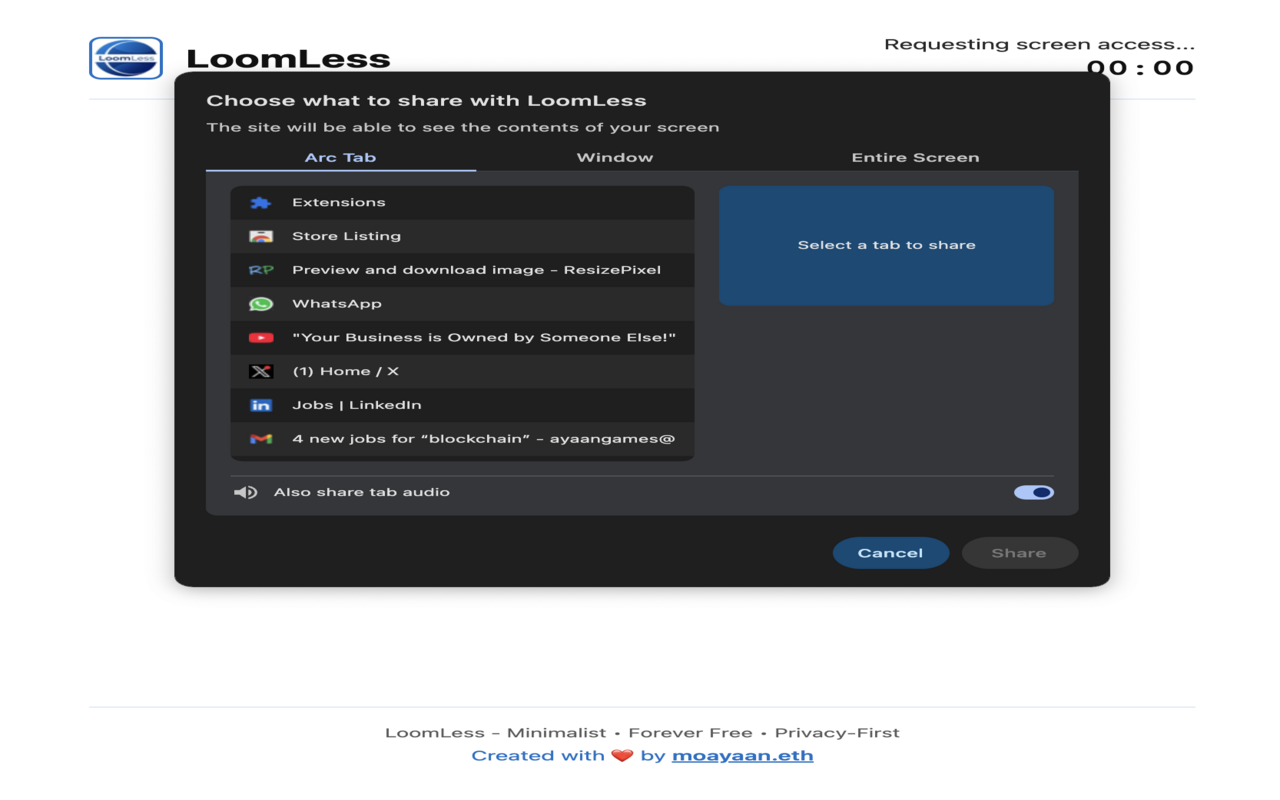 LoomLess
LoomLess
Requesting screen access...
00:00
Choose what to share with LoomLess
The site will be able to see the contents of your screen
Arc Tab
Window
Entire Screen
Extensions
Store Listing
RP
Preview and download image – ResizePixel
WhatsApp
"Your Business is Owned by Someone Else!"
(1) Home / X
in
Jobs | LinkedIn
4 new jobs for “blockchain” – ayaangames@
Select a tab to share
Also share tab audio
Cancel
Share
LoomLess – Minimalist • Forever Free • Privacy-First
Created with ❤️ by moayaan.eth